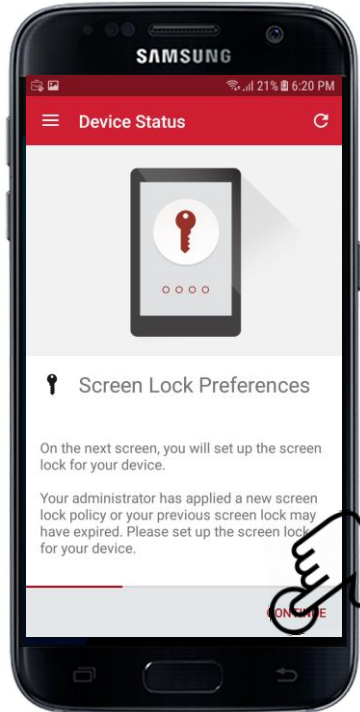 SAMSUNG
21% 6:20 PM
Device Status
Screen Lock Preferences
On the next screen, you will set up the screen
lock for your device.
Your administrator has applied a new screen
lock policy or your previous screen lock may
have expired. Please set up the screen lock
for your device.
CONTINUE